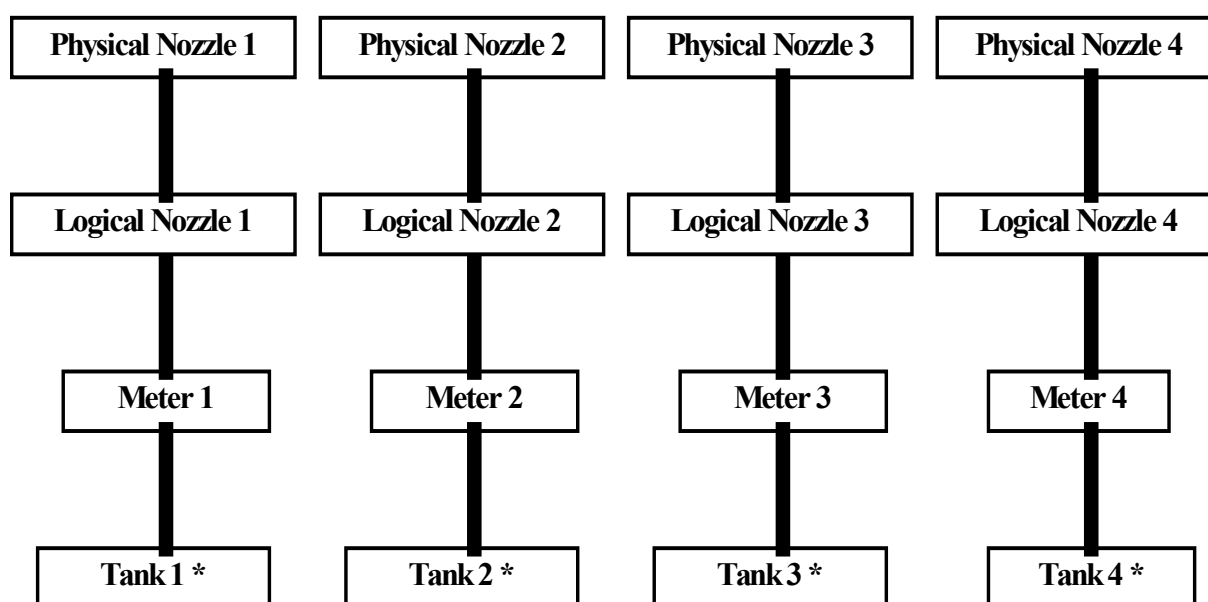 Physical Nozzle 1 Physical Nozzle 2 Physical Nozzle 3 Physical Nozzle 4
Logical Nozzle 1 Logical Nozzle 2 Logical Nozzle 3 Logical Nozzle 4
Meter 1 Meter 2 Meter 3 Meter 4
Tank 1 * Tank 2 * Tank 3 * Tank 4 *